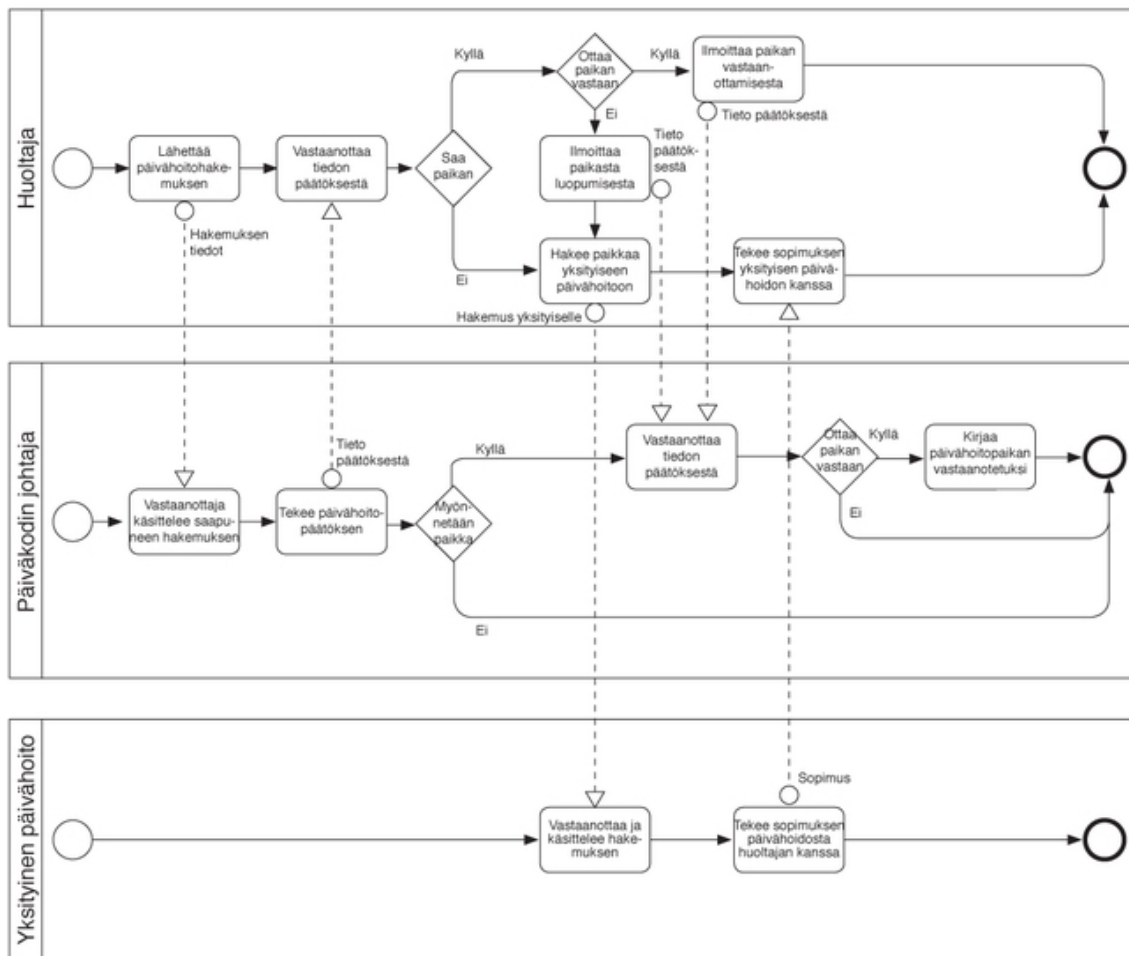 Huoltaja
Kyllä
Ottaa
paikan
vastaan
Kyllä
Ilmoittaa paikan
vastaan-
ottamisesta
Ei
Tieto päätöksestä
Lähettää
päivähoitohake-
muksen
Vastaanottaa
tiedon
päätöksestä
Saa
paikan
Ilmoittaa
paikasta
luopumisesta
Tieto
päätök-
sestä
Hakemuksen
tiedot
Ei
Hakee paikkaa
yksityiseen
päivähoitoon
Tekee sopimuksen
yksityisen päivä-
hoidon kanssa
Hakemus yksityiselle
Päiväkodin johtaja
Tieto
päätöksestä
Kyllä
Vastaanottaa
tiedon
päätöksestä
Ottaa
paikan
vastaan
Kyllä
Kirjaa
päivähoitopaikan
vastaanotetuksi
Vastaanottaja
käsittelee saapu-
neen hakemuksen
Tekee päivähoito-
päätöksen
Myön-
netään
paikka
Ei
Ei
Yksityinen päivähoito
Sopimus
Vastaanottaa ja
käsittelee hake-
muksen
Tekee sopimuksen
päivähoidosta
huoltajan kanssa